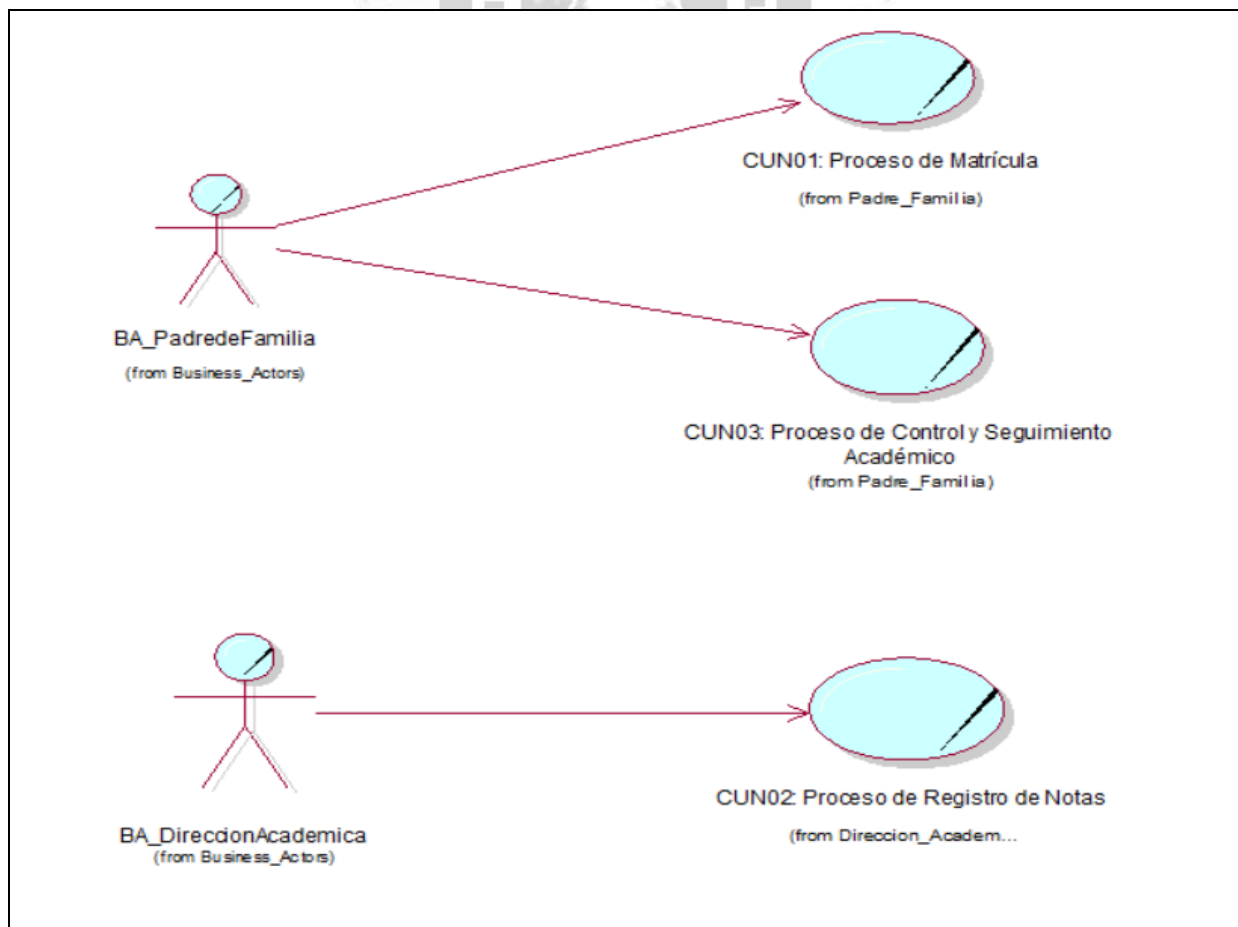 CUN01: Proceso de Matrícula
(from Padre_Familia)
BA_PadredeFamilia
(from Business_Actors)
CUN03: Proceso de Control y Seguimiento
Académico
(from Padre_Familia)
BA_DireccionAcademica
(from Business_Actors)
CUN02: Proceso de Registro de Notas
(from Direccion_Academ...